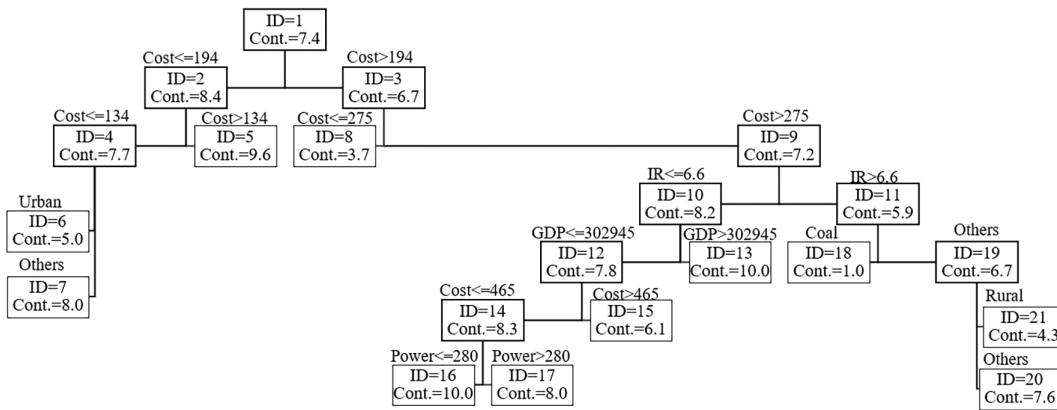 ID=1
Cont.=7.4
Cost<=194
Cost>194
ID=2
Cont.=8.4
ID=3
Cont.=6.7
Cost<=134
Cost>134
Cost<=275
Cost>275
ID=4
Cont.=7.7
ID=5
Cont.=9.6
ID=8
Cont.=3.7
ID=9
Cont.=7.2
IR<=6.6
IR>6.6
ID=10
Cont.=8.2
ID=11
Cont.=5.9
Urban
ID=6
Cont.=5.0
GDP<=302945
GDP>302945
Coal
Others
ID=12
Cont.=7.8
ID=13
Cont.=10.0
ID=18
Cont.=1.0
ID=19
Cont.=6.7
Others
ID=7
Cont.=8.0
Cost<=465
Cost>465
Rural
ID=14
Cont.=8.3
ID=15
Cont.=6.1
ID=21
Cont.=4.3
Power<=280
Power>280
Others
ID=16
Cont.=10.0
ID=17
Cont.=8.0
ID=20
Cont.=7.6